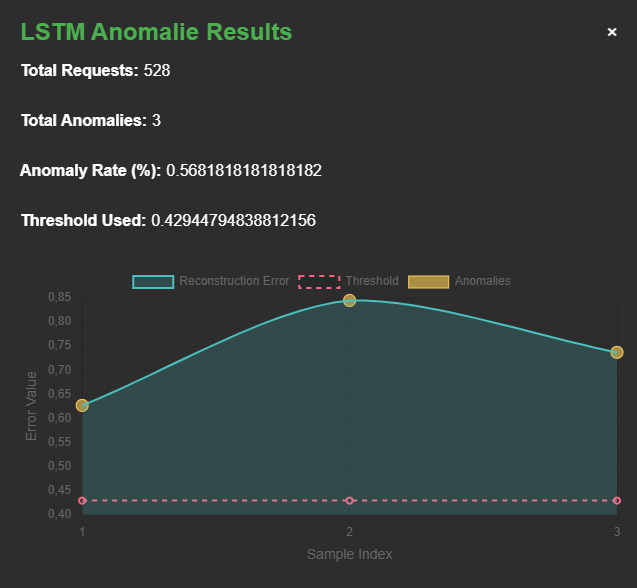 LSTM Anomalie Results ×
Total Requests: 528
Total Anomalies: 3
Anomaly Rate (%): 0.5681818181818182
Threshold Used: 0.42944794838812156
Reconstruction Error Threshold Anomalies
0,85
0,80
0,75
0,70
0,65
0,60
0,55
0,50
0,45
0,40
Error Value
1 2 3
Sample Index